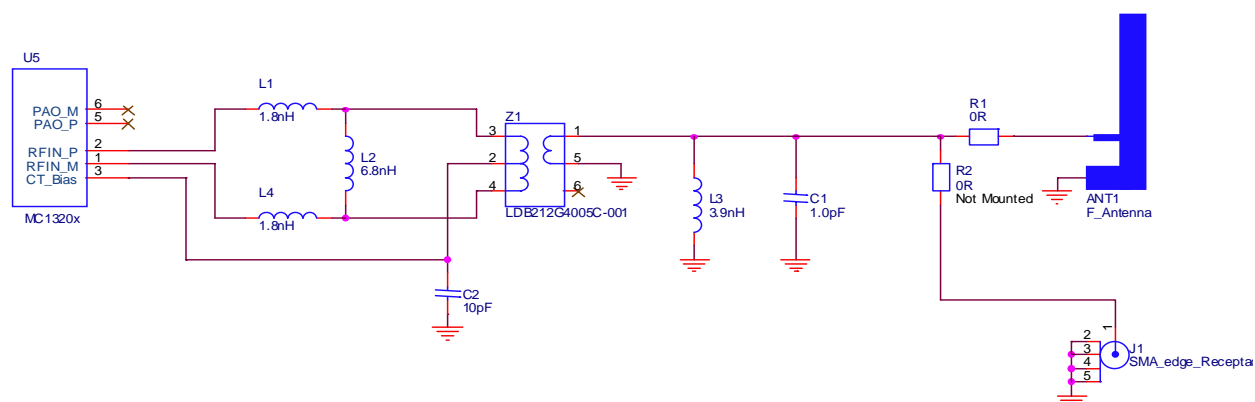 U5
PAO_M 6
PAO_P 5
RFIN_P 2
RFIN_M 1
CT_Bias 3
MC1320x
L1
1.8nH
L2
6.8nH
L4
1.8nH
C2
10pF
Z1
3 1
2 5
4 6
LDB212G4005C-001
L3
3.9nH
C1
1.0pF
R1
0R
R2
0R
Not Mounted
ANT1
F_Antenna
1
2
3
4
5
J1
SMA_edge_Receptac